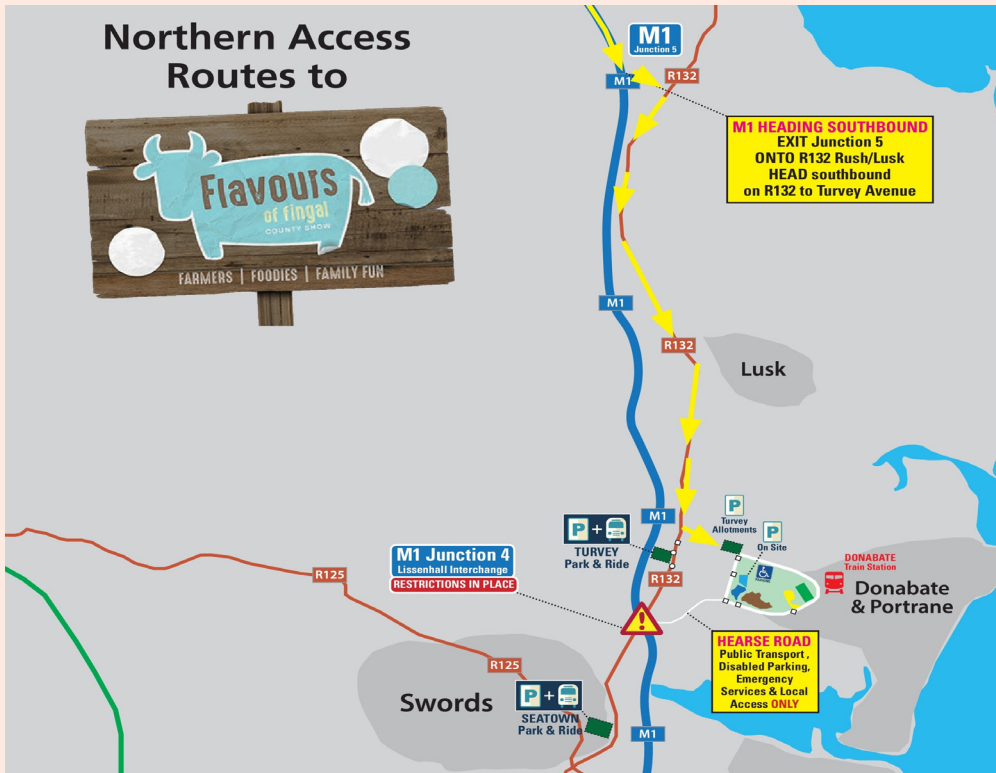 Northern Access
Routes to
Flavours
of fingal
COUNTY SHOW
FARMERS | FOODIES | FAMILY FUN
M1
Junction 5
M1
R132
M1 HEADING SOUTHBOUND
EXIT Junction 5
ONTO R132 Rush/Lusk
HEAD southbound
on R132 to Turvey Avenue
M1
R132
Lusk
P
Turvey
Allotments
M1
P + 
TURVEY
Park & Ride
P
On Site
R132
DONABATE
Train Station
Donabate
& Portrane
M1 Junction 4
Lissenhall Interchange
RESTRICTIONS IN PLACE
R125
!
HEARSE ROAD
Public Transport ,
Disabled Parking,
Emergency
Services & Local
Access ONLY
R125
Swords
P + 
SEATOWN
Park & Ride
M1